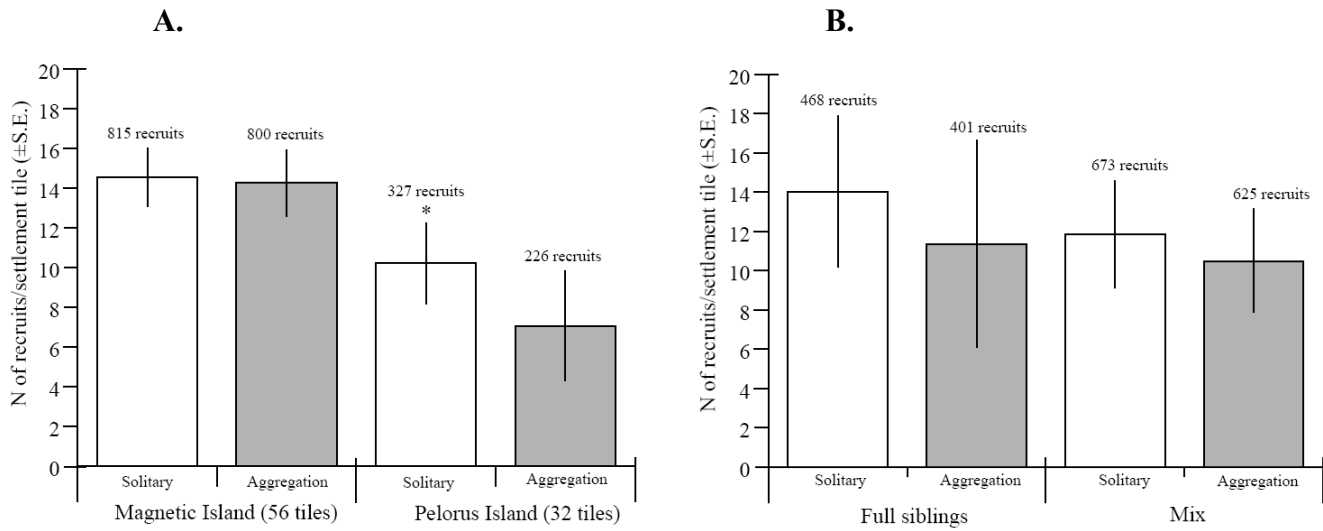 A.
N of recruits/settlement tile (±S.E.)
20
18
16
14
12
10
8
6
4
2
0
815 recruits
800 recruits
327 recruits
*
226 recruits
Solitary
Aggregation
Solitary
Aggregation
Magnetic Island (56 tiles)
Pelorus Island (32 tiles)
B.
N of recruits/settlement tile (±S.E.)
20
18
16
14
12
10
8
6
4
2
0
468 recruits
401 recruits
673 recruits
625 recruits
Solitary
Aggregation
Solitary
Aggregation
Full siblings
Mix